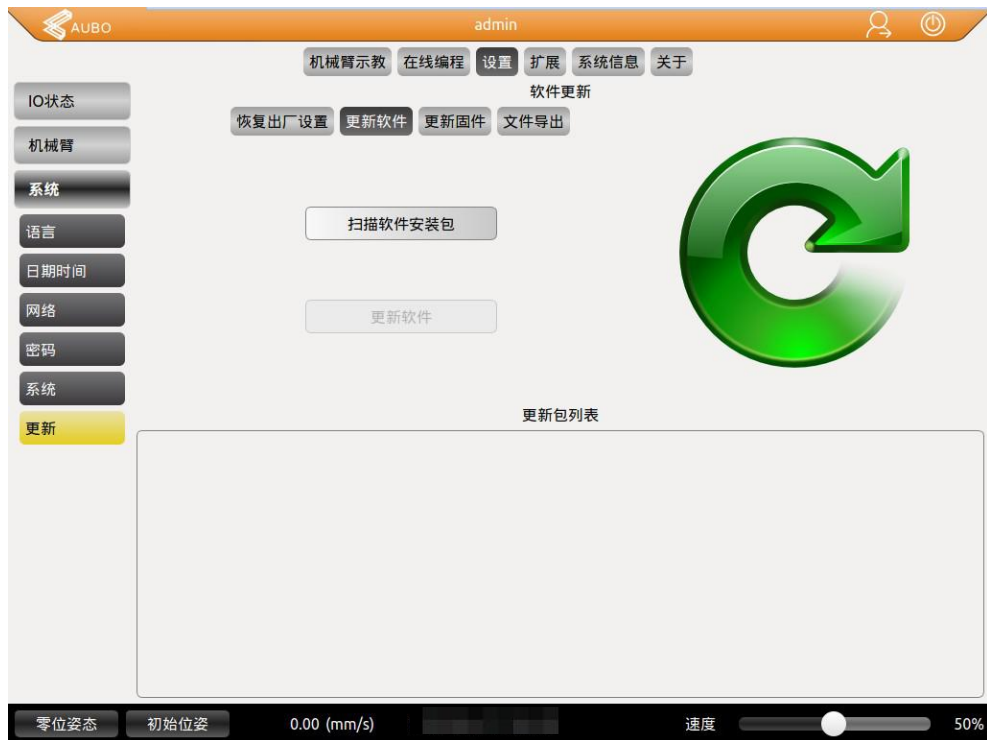 AUBO admin
机械臂示教 在线编程 设置 扩展 系统信息 关于
软件更新
恢复出厂设置 更新软件 更新固件 文件导出
IO状态
机械臂
系统
语言
日期时间
网络
密码
系统
更新
扫描软件安装包
更新软件
更新包列表
零位姿态 初始位姿 0.00 (mm/s) 速度 50%